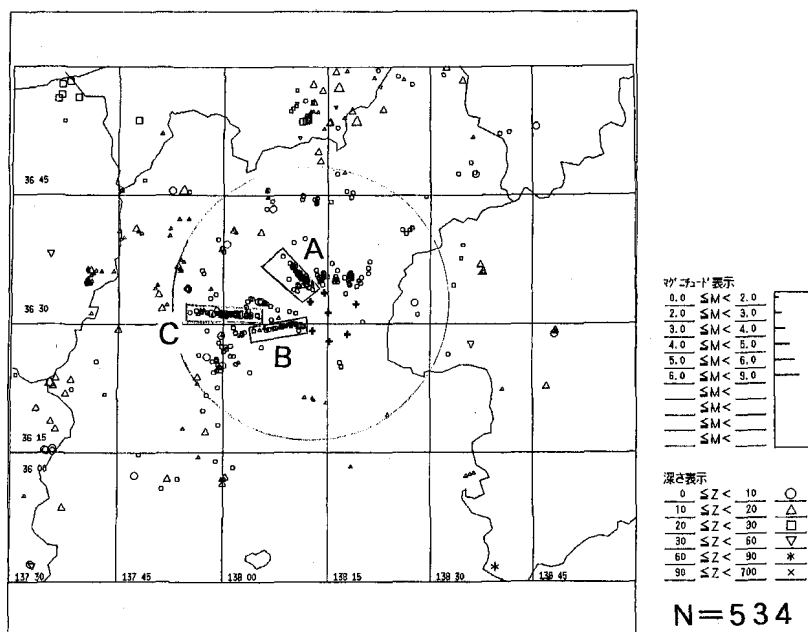 A
B
C
36 45
36 30
36 15
36 00
137 30
137 45
138 00
138 15
138 30
138 45
マグニチュード表示
0.0 ≦M< 2.0
2.0 ≦M< 3.0
3.0 ≦M< 4.0
4.0 ≦M< 5.0
5.0 ≦M< 6.0
6.0 ≦M< 9.0
≦M<
≦M<
≦M<
≦M<
深さ表示
0 ≦Z< 10
10 ≦Z< 20
20 ≦Z< 30
30 ≦Z< 60
60 ≦Z< 90
90 ≦Z< 700
N=534